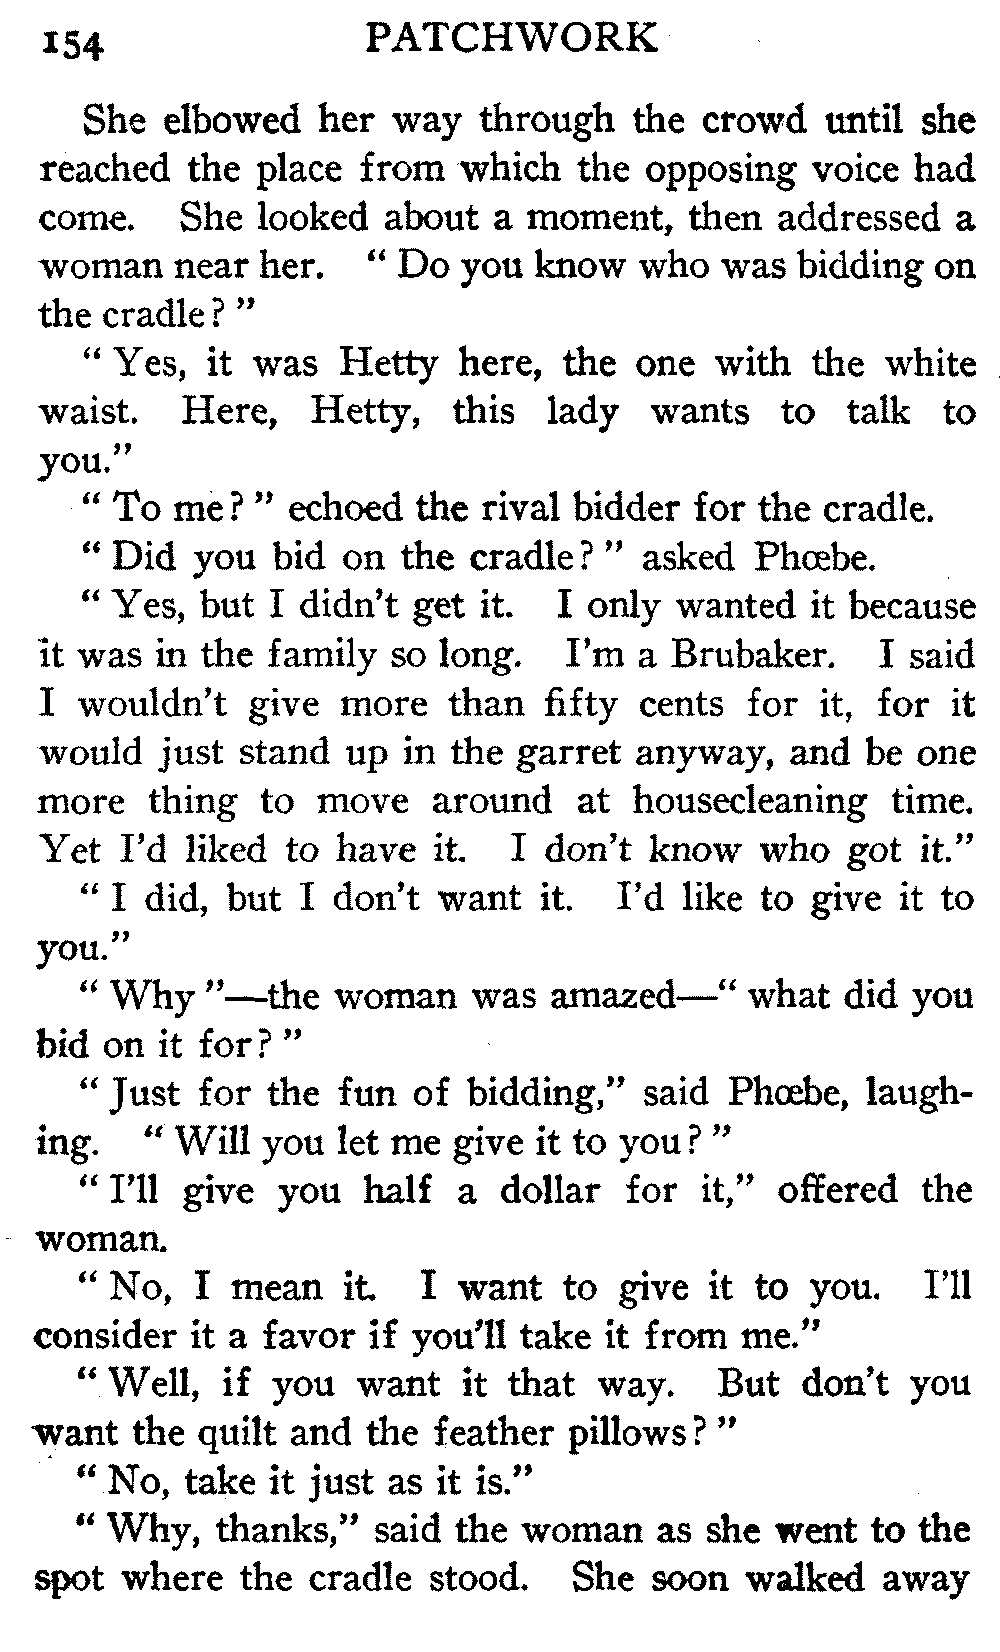 154 PATCHWORK
She elbowed her way through the crowd until she
reached the place from which the opposing voice had
come. She looked about a moment, then addressed a
woman near her. “ Do you know who was bidding on
the cradle? ”
“ Yes, it was Hetty here, the one with the white
waist. Here, Hetty, this lady wants to talk to
you.”
“ To me? ” echoed the rival bidder for the cradle.
“ Did you bid on the cradle? ” asked Phœbe.
“ Yes, but I didn’t get it. I only wanted it because
it was in the family so long. I’m a Brubaker. I said
I wouldn’t give more than fifty cents for it, for it
would just stand up in the garret anyway, and be one
more thing to move around at housecleaning time.
Yet I’d liked to have it. I don’t know who got it.”
“ I did, but I don’t want it. I’d like to give it to
you.”
“ Why ”—the woman was amazed—“ what did you
bid on it for? ”
“ Just for the fun of bidding,” said Phœbe, laugh-
ing. “ Will you let me give it to you? ”
“ I’ll give you half a dollar for it,” offered the
woman.
“ No, I mean it. I want to give it to you. I’ll
consider it a favor if you’ll take it from me.”
“ Well, if you want it that way. But don’t you
want the quilt and the feather pillows? ”
“ No, take it just as it is.”
“ Why, thanks,” said the woman as she went to the
spot where the cradle stood. She soon walked away